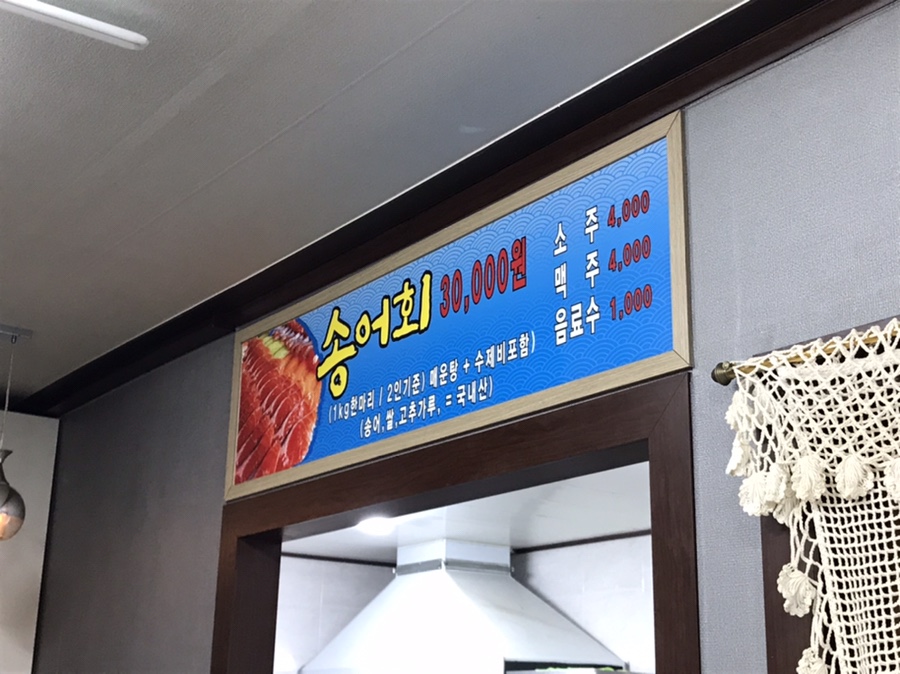 송어회 30,000원
(1kg한마리 / 2인기준) 매운탕 + 수제비포함)
(송어,쌀,고추가루, = 국내산)
소 주 4,000
맥 주 4,000
음료수 1,000